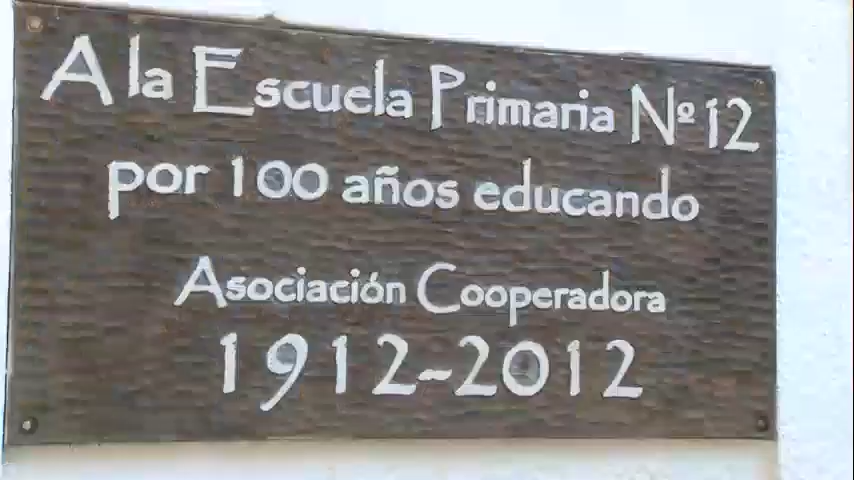 A la Escuela Primaria Nº 12
por 100 años educando
Asociación Cooperadora
1912-2012